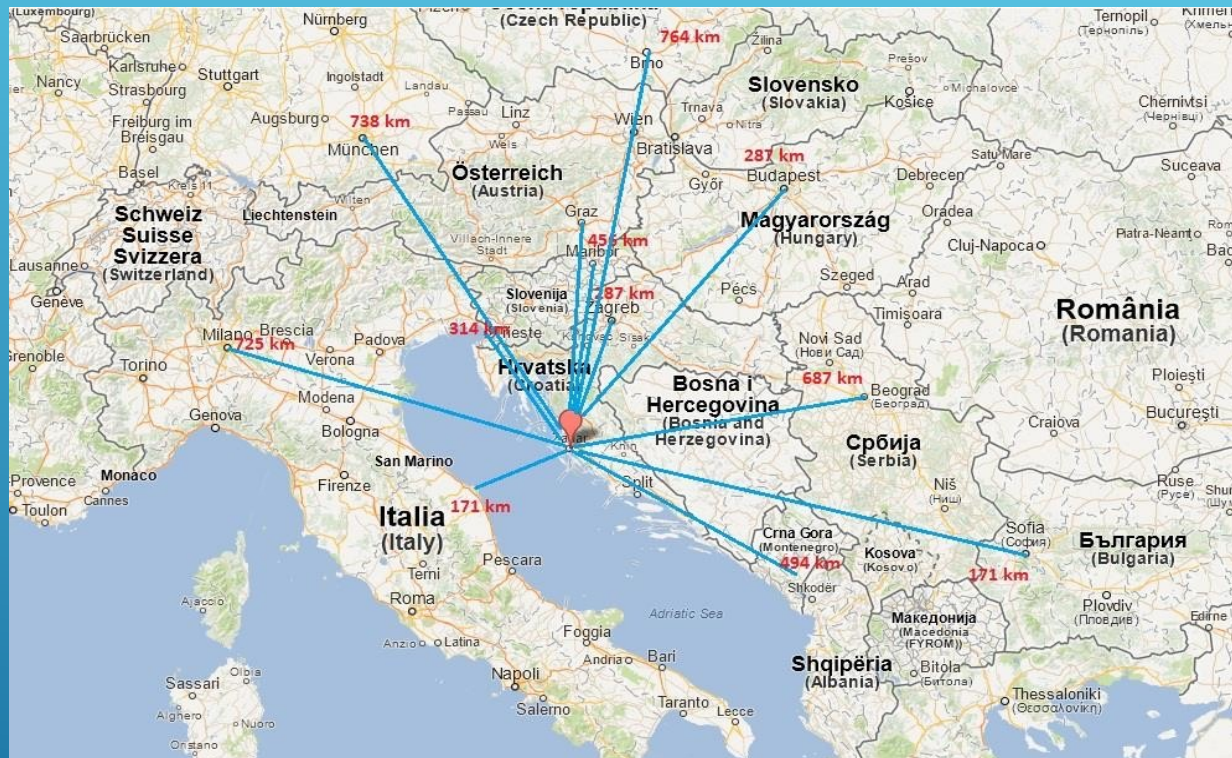 (Luxembourg)
Nürnberg
(Czech Republic)
764 km
Brno
Žilina
Ternopil
(Тернопіль)
Saarbrücken
Karlsruhe
Nancy
Strasbourg
Stuttgart
Ingolstadt
Landau
Passau
Slovensko
(Slovakia)
Prešov
Michalovce
Košice
Chernivtsi
(Чернівці)
Freiburg im
Breisgau
Augsburg
738 km
München
Linz
Wels
Wien
Trnava
Nitra
Bratislava
Basel
Österreich
(Austria)
Győr
287 km
Budapest
Debrecen
Satu Mare
Suceava
Schweiz
Suisse
Svizzera
(Switzerland)
Liechtenstein
Graz
Villach-Innere
Stadt
456 km
Maribor
Magyarország
(Hungary)
Oradea
Cluj-Napoca
Piatra-Neamț
Lausanne
Genève
Slovenija
(Slovenia)
287 km
Zagreb
Karlovac
Sisak
Pécs
Szeged
Arad
Timișoara
România
(Romania)
Grenoble
Milano
Brescia
725 km
Verona
Padova
314 km
Trieste
Torino
Novi Sad
(Нови Сад)
Hrvatska
(Croatia)
Bosna i
Hercegovina
(Bosnia and
Herzegovina)
687 km
Beograd
(Београд)
Ploiești
București
Craiova
Genova
Modena
Bologna
Zadar
Knin
Србија
(Serbia)
Monaco
San Marino
Provence
Cannes
Toulon
Firenze
171 km
Split
Niš
(Ниш)
Ruse
(Русе)
Italia
(Italy)
Pescara
Terni
Crna Gora
(Montenegro)
494 km
Shkodër
Kosova
(Kosovo)
Sofia
(София)
171 km
България
(Bulgaria)
Ajaccio
Roma
Adriatic Sea
Македонија
(Macedonia
(FYROM))
Plovdiv
(Пловдив)
Edirne
Anzio
Latina
Foggia
Andria
Bari
Shqipëria
(Albania)
Bitola
(Битола)
Sassari
Olbia
Alghero
Nuoro
Oristano
Napoli
Salerno
Taranto
Lecce
Thessaloniki
(Θεσσαλονίκη)